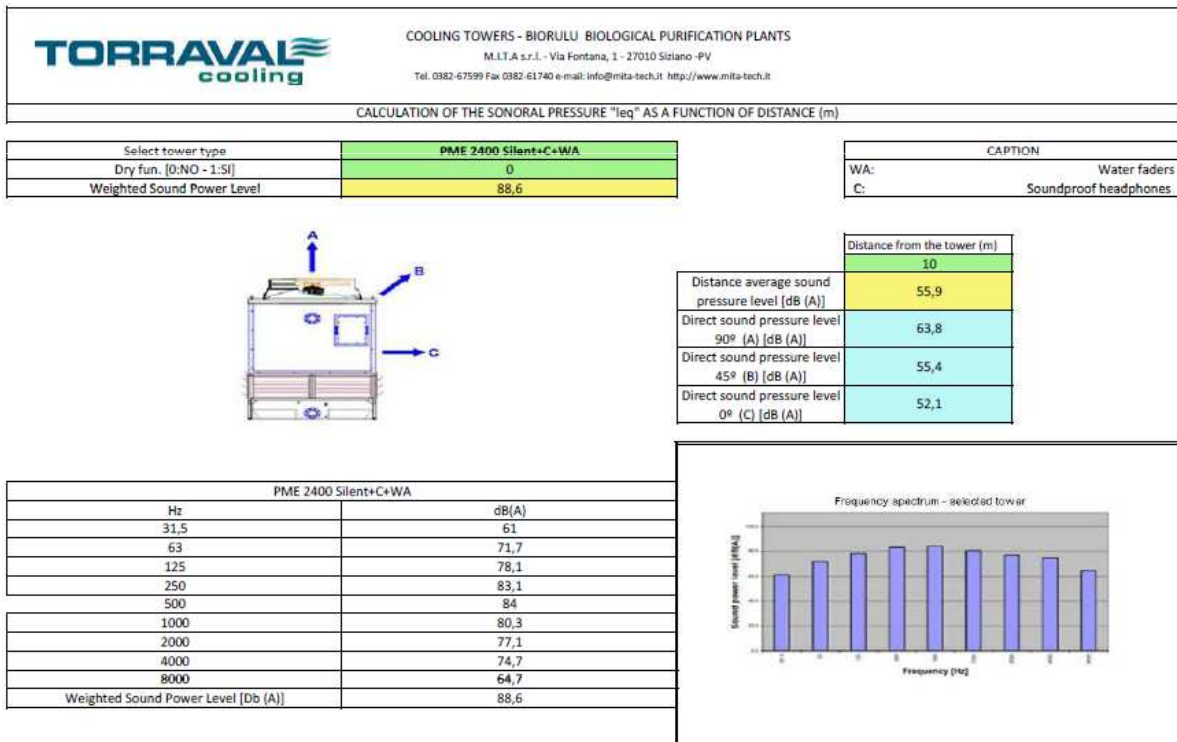 TORRAVAL
cooling
COOLING TOWERS - BIORULU BIOLOGICAL PURIFICATION PLANTS
M.I.T.A s.r.l. - Via Fontana, 1 - 27010 Siziano -PV
Tel. 0382-67599 Fax 0382-61740 e-mail: info@mita-tech.it http://www.mita-tech.it
CALCULATION OF THE SONORAL PRESSURE "leq" AS A FUNCTION OF DISTANCE (m)
Select tower type PME 2400 Silent+C+WA
Dry fun. [0:NO - 1:SI] 0
Weighted Sound Power Level 88,6
CAPTION
WA: Water faders
C: Soundproof headphones
A
B
C
Distance from the tower (m)
10
Distance average sound
pressure level [dB (A)] 55,9
Direct sound pressure level
90º (A) [dB (A)] 63,8
Direct sound pressure level
45º (B) [dB (A)] 55,4
Direct sound pressure level
0º (C) [dB (A)] 52,1
PME 2400 Silent+C+WA
Hz dB(A)
31,5 61
63 71,7
125 78,1
250 83,1
500 84
1000 80,3
2000 77,1
4000 74,7
8000 64,7
Weighted Sound Power Level [Db (A)] 88,6
Frequency spectrum - selected tower
Sound power level [dB(A)]
Frequency [Hz]